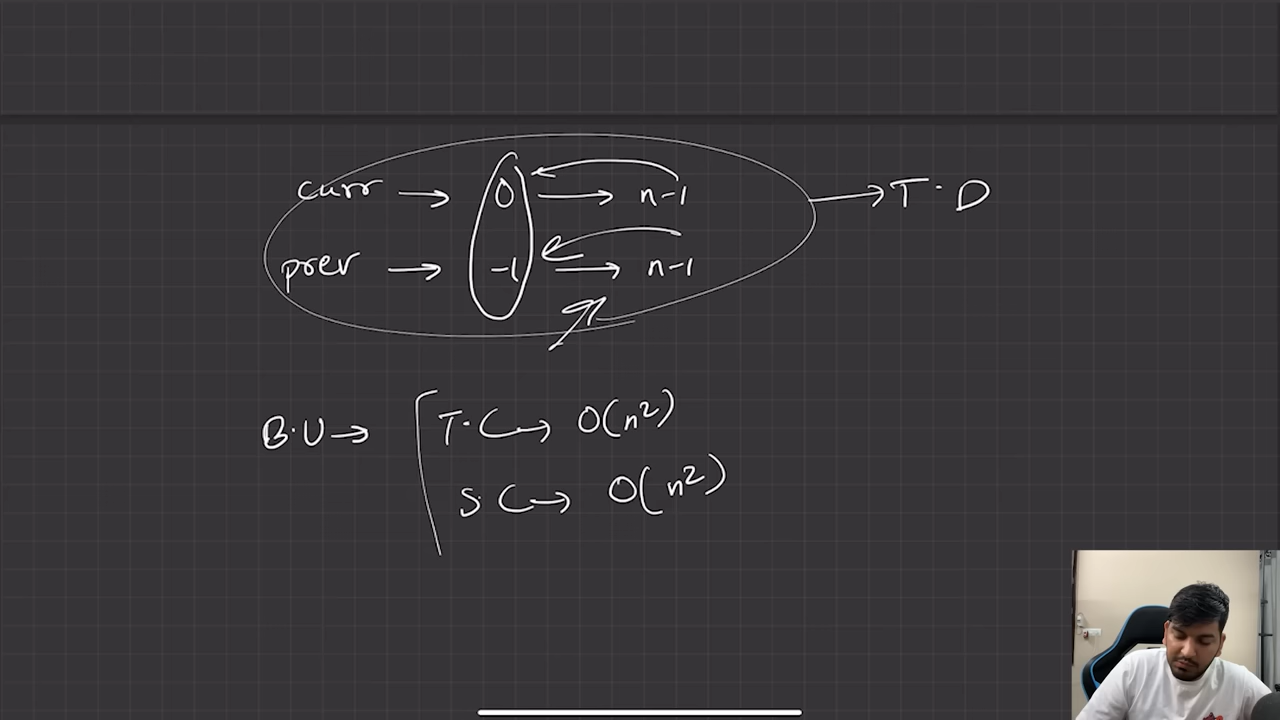 curr → 0 → n-1 → T.D
prev → -1 → n-1
B.U → T.C → O(n²)
S.C → O(n²)